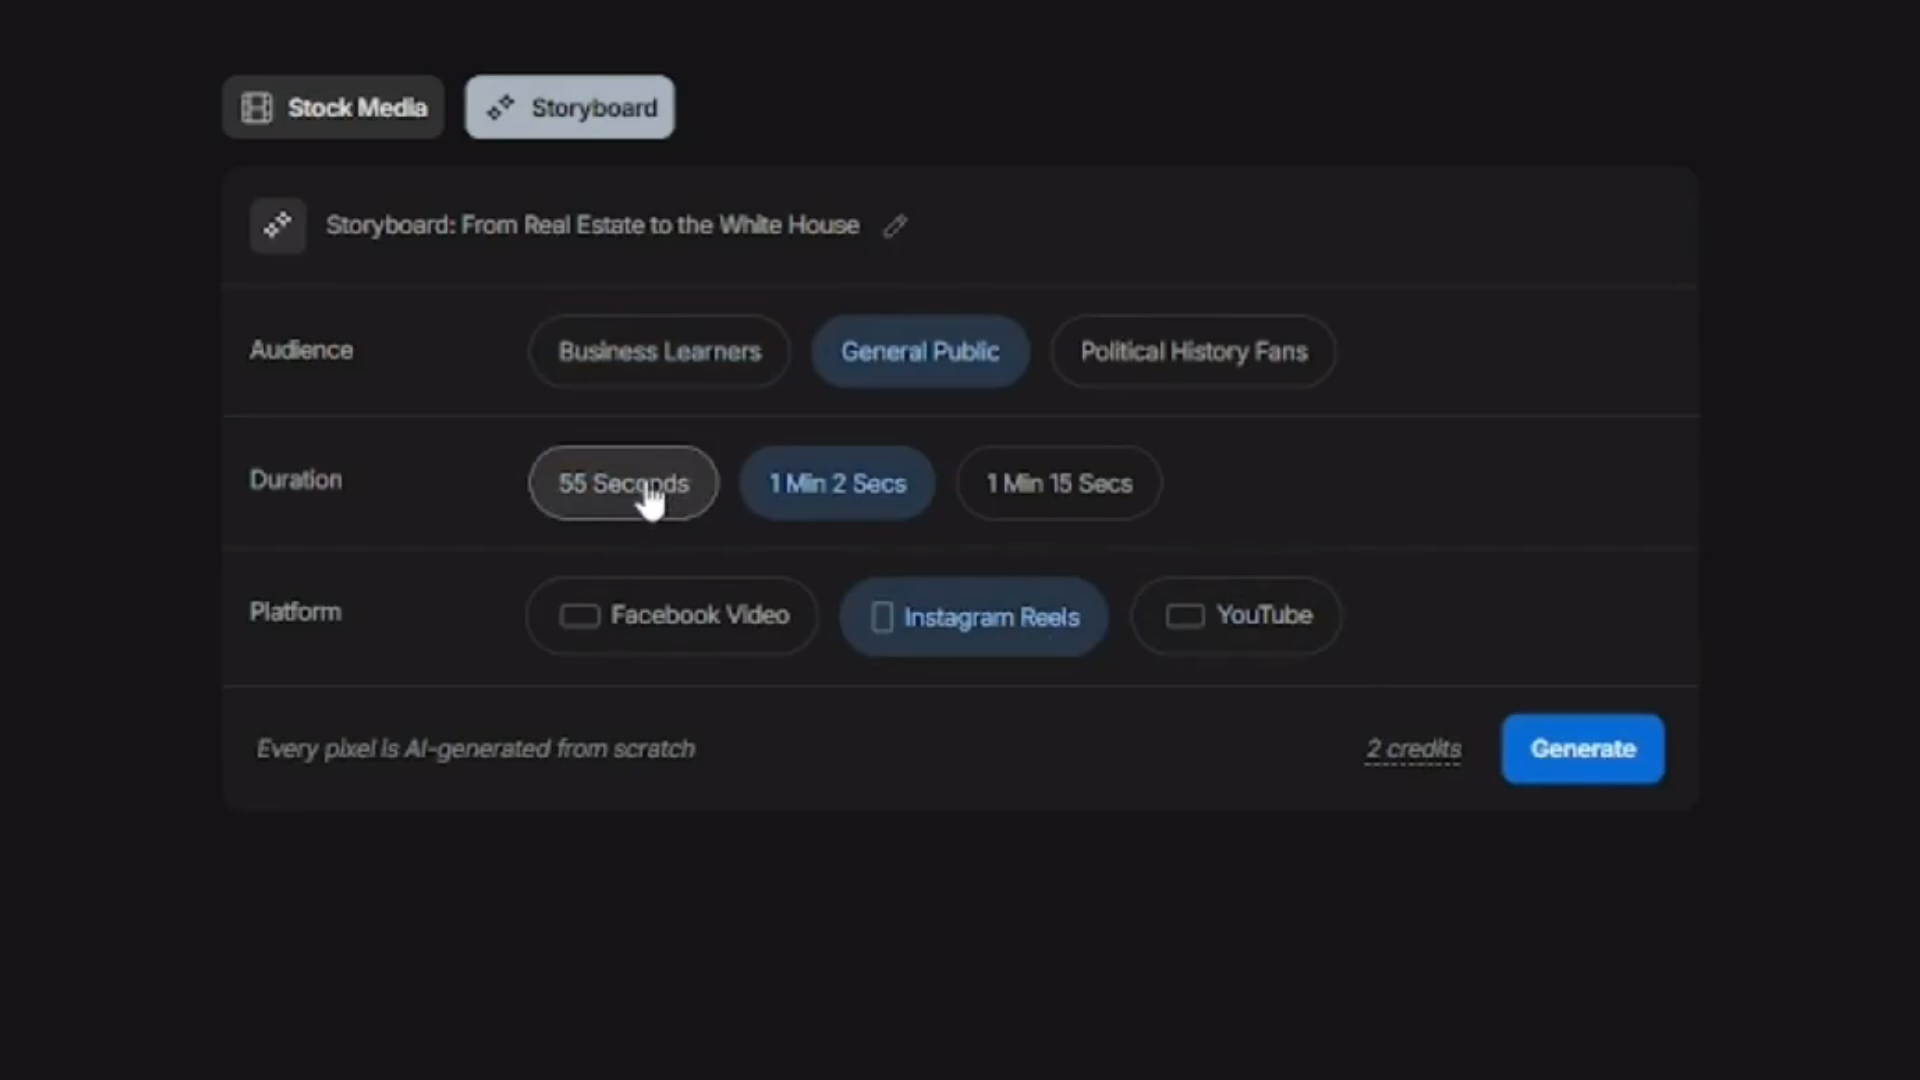 Stock Media
Storyboard
Storyboard: From Real Estate to the White House
Audience
Business Learners
General Public
Political History Fans
Duration
55 Seconds
1 Min 2 Secs
1 Min 15 Secs
Platform
Facebook Video
Instagram Reels
YouTube
Every pixel is AI-generated from scratch
2 credits
Generate